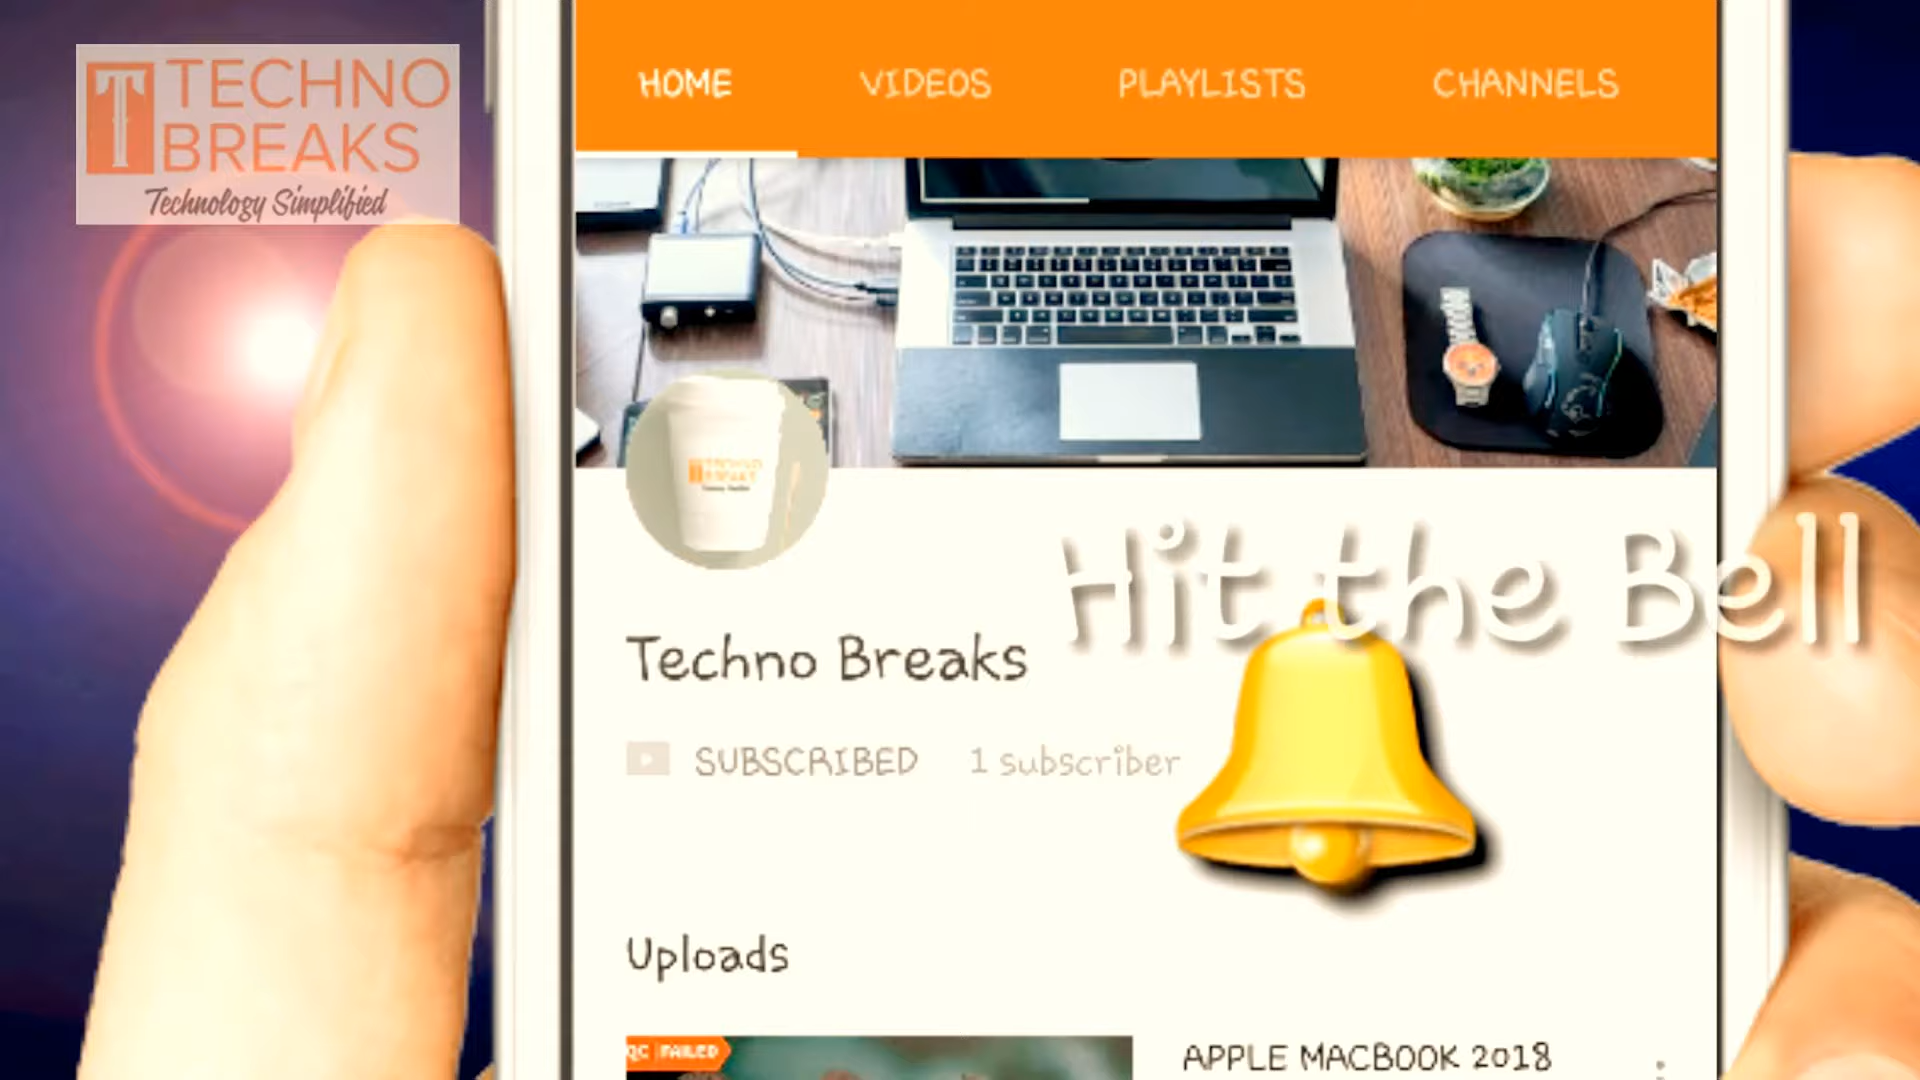 TECHNO
BREAKS
Technology Simplified
HOME VIDEOS PLAYLISTS CHANNELS
Hit the Bell
Techno Breaks
SUBSCRIBED 1 subscriber
Uploads
QC FAILED
APPLE MACBOOK 2018